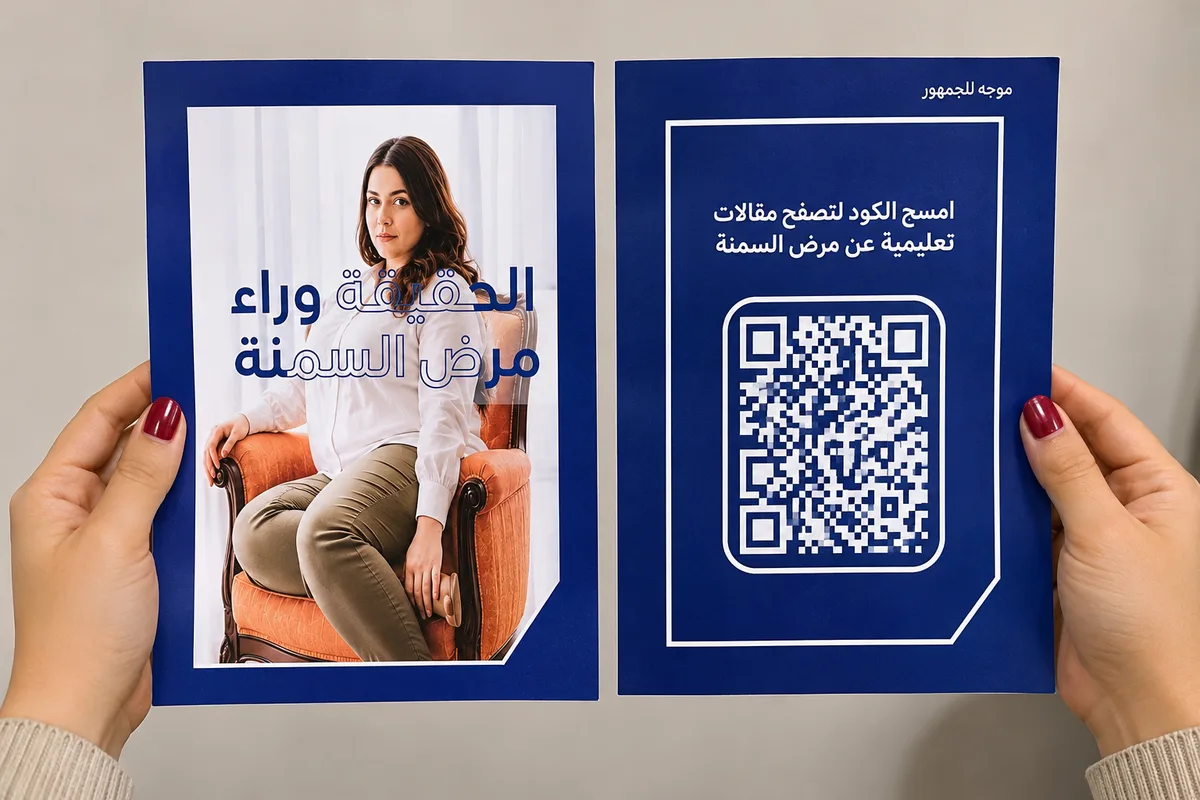 الحقيقة وراء
مرض السمنة
موجه للجمهور
امسح الكود لتصفح مقالات
تعليمية عن مرض السمنة